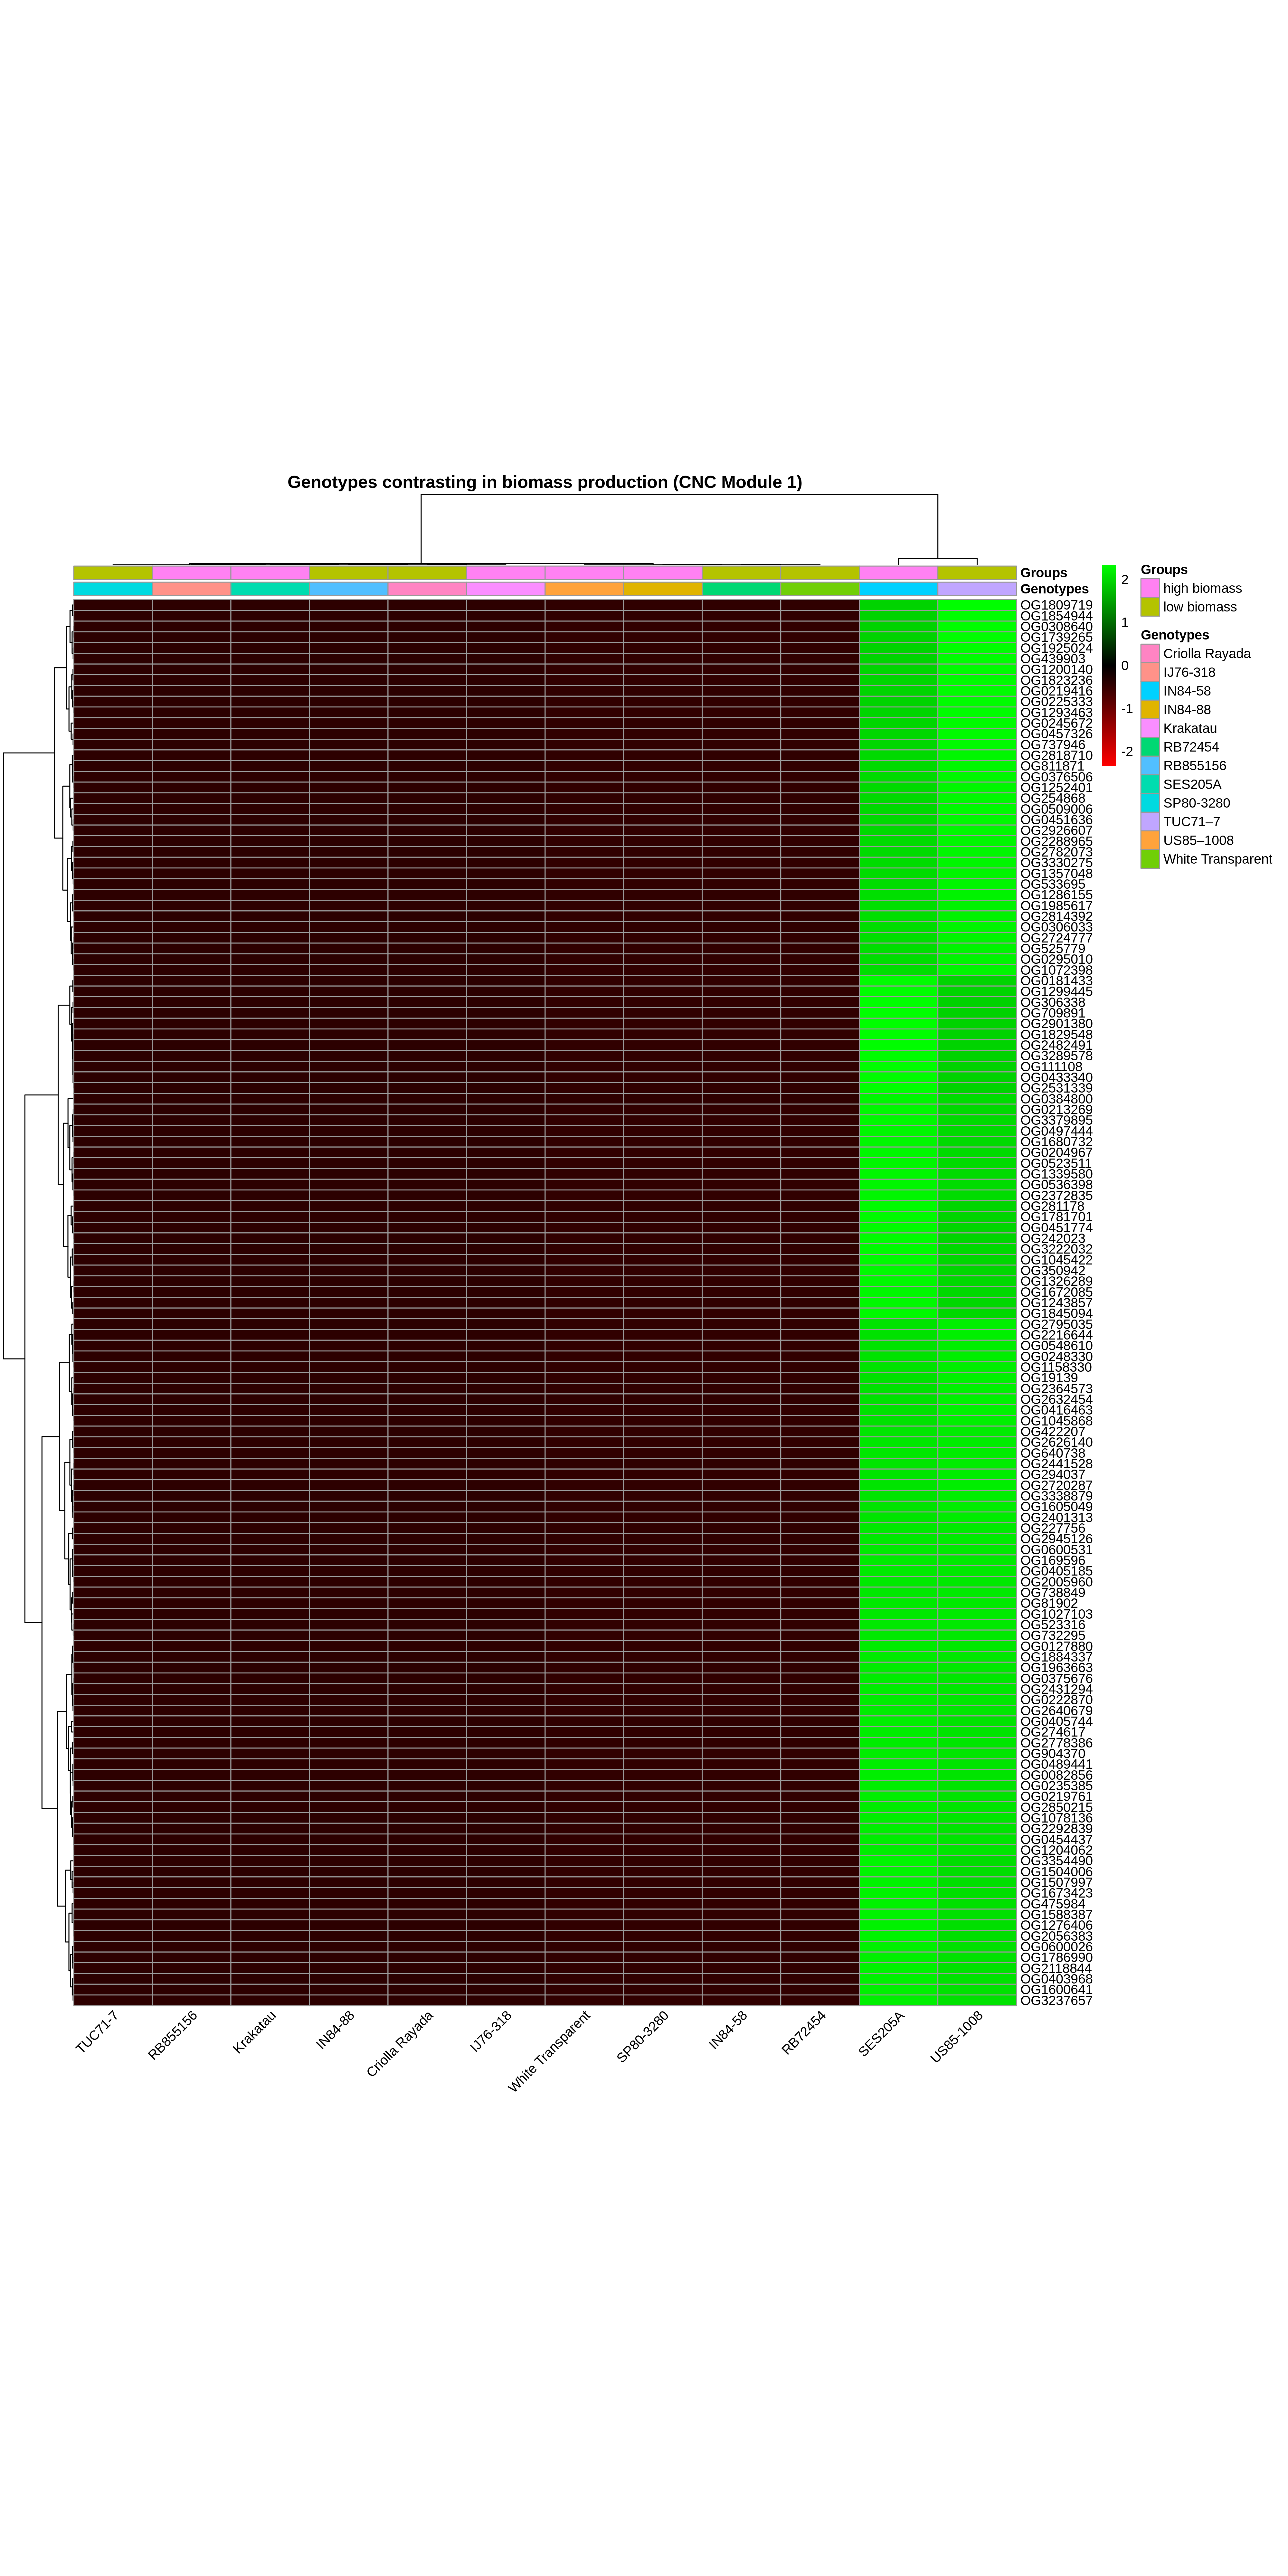 Genotypes contrasting in biomass production (CNC Module 1)
Groups
Genotypes
OG1809719
OG1854944
OG0308640
OG1739265
OG1925024
OG439903
OG1200140
OG1823236
OG0219416
OG0225333
OG1293463
OG0245672
OG0457326
OG737946
OG2818710
OG811871
OG0376506
OG1252401
OG254868
OG0509006
OG0451636
OG2926607
OG2288965
OG2782073
OG3330275
OG1357048
OG533695
OG1286155
OG1985617
OG2814392
OG0306033
OG2724777
OG525779
OG0295010
OG1072398
OG0181433
OG1299445
OG306338
OG709891
OG2901380
OG1829548
OG2482491
OG3289578
OG111108
OG0433340
OG2531339
OG0384800
OG0213269
OG3379895
OG0497444
OG1680732
OG0204967
OG0523511
OG1339580
OG0536398
OG2372835
OG281178
OG1781701
OG0451774
OG242023
OG3222032
OG1045422
OG350942
OG1326289
OG1672085
OG1243857
OG1845094
OG2795035
OG2216644
OG0548610
OG0248330
OG1158330
OG19139
OG2364573
OG2632454
OG0416463
OG1045868
OG422207
OG2626140
OG640738
OG2441528
OG294037
OG2720287
OG3338879
OG1605049
OG2401313
OG227756
OG2945126
OG0600531
OG169596
OG0405185
OG2005960
OG738849
OG81902
OG1027103
OG523316
OG732295
OG0127880
OG1884337
OG1963663
OG0375676
OG2431294
OG0222870
OG2640679
OG0405744
OG274617
OG2778386
OG904370
OG0489441
OG0082856
OG0235385
OG0219761
OG2850215
OG1078136
OG2292839
OG0454437
OG1204062
OG3354490
OG1504006
OG1507997
OG1673423
OG475984
OG1588387
OG1276406
OG2056383
OG0600026
OG1786990
OG2118844
OG0403968
OG1600641
OG3237657
TUC71-7
RB855156
Krakatau
IN84-88
Criolla Rayada
IJ76-318
White Transparent
SP80-3280
IN84-58
RB72454
SES205A
US85-1008
2
1
0
-1
-2
Groups
high biomass
low biomass
Genotypes
Criolla Rayada
IJ76-318
IN84-58
IN84-88
Krakatau
RB72454
RB855156
SES205A
SP80-3280
TUC71–7
US85–1008
White Transparent